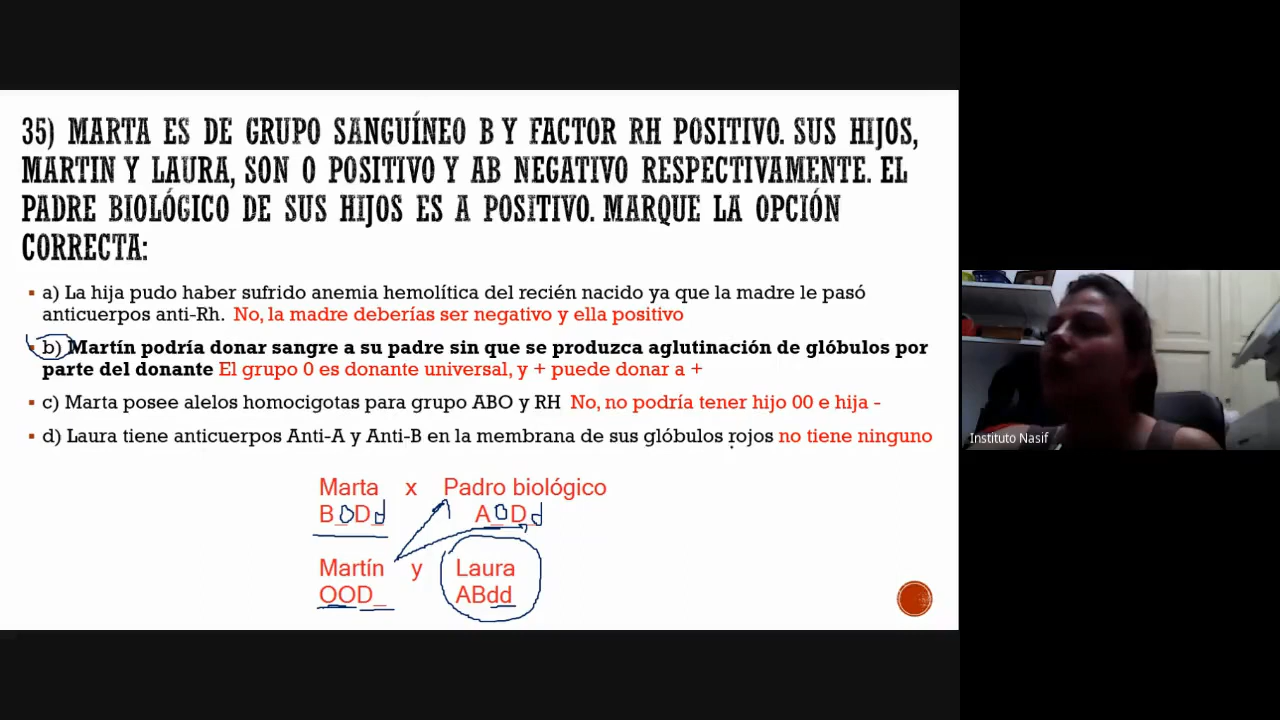 35) MARTA ES DE GRUPO SANGUÍNEO B Y FACTOR RH POSITIVO. SUS HIJOS,
MARTIN Y LAURA, SON O POSITIVO Y AB NEGATIVO RESPECTIVAMENTE. EL
PADRE BIOLÓGICO DE SUS HIJOS ES A POSITIVO. MARQUE LA OPCIÓN
CORRECTA:
a) La hija pudo haber sufrido anemia hemolítica del recién nacido ya que la madre le pasó
anticuerpos anti-Rh. No, la madre deberías ser negativo y ella positivo
b) Martín podría donar sangre a su padre sin que se produzca aglutinación de glóbulos por
parte del donante El grupo 0 es donante universal, y + puede donar a +
c) Marta posee alelos homocigotas para grupo ABO y RH No, no podría tener hijo 00 e hija -
d) Laura tiene anticuerpos Anti-A y Anti-B en la membrana de sus glóbulos rojos no tiene ninguno
Marta x Padro biológico
B0Dd A0Dd
Martín y Laura
OOD_ ABdd
Instituto Nasif